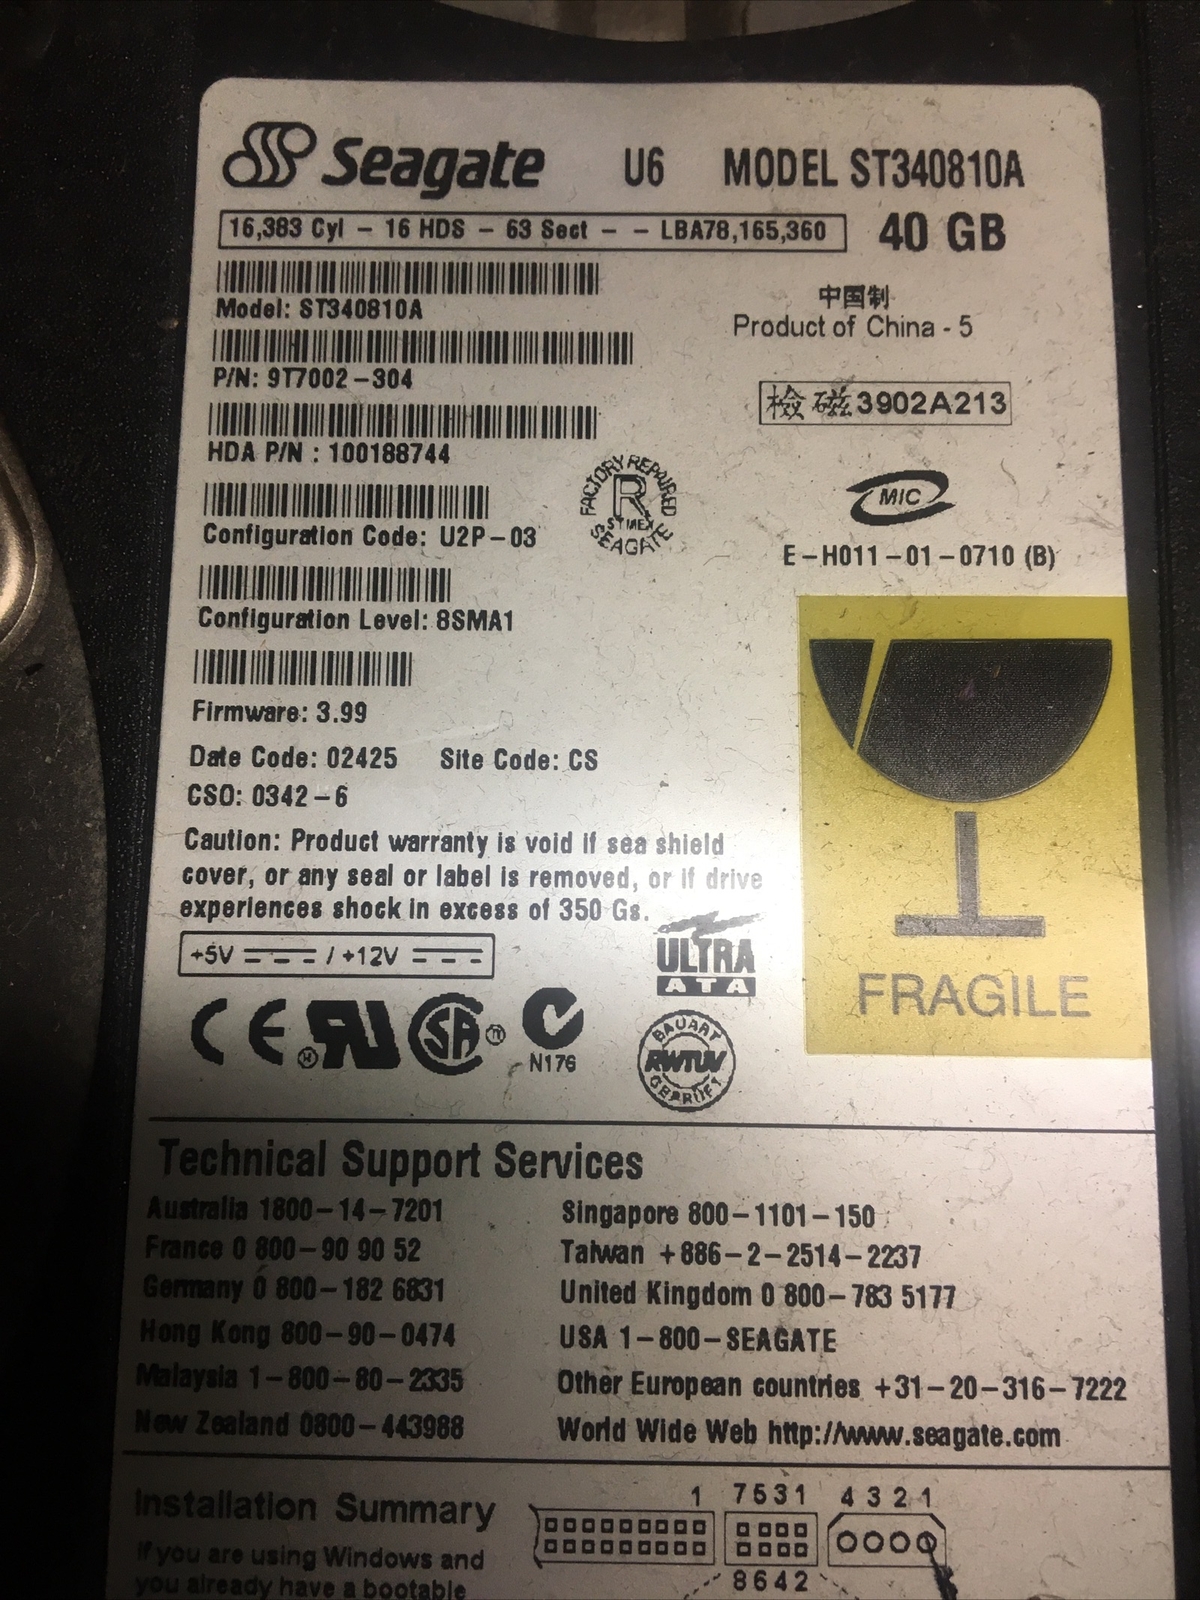 Seagate U6 MODEL ST340810A
16,383 Cyl - 16 HDS - 63 Sect - - LBA78,165,360 40 GB
Model: ST340810A
中国制
Product of China - 5
P/N: 9T7002-304
檢磁3902A213
HDA P/N : 100188744
FACTORY REPAIRED
R
STMEX
SEAGATE
MIC
Configuration Code: U2P-03
E-H011-01-0710 (B)
Configuration Level: 8SMA1
Firmware: 3.99
Date Code: 02425 Site Code: CS
CSO: 0342-6
Caution: Product warranty is void if sea shield
cover, or any seal or label is removed, or if drive
experiences shock in excess of 350 Gs.
+5V / +12V
ULTRA
ATA
FRAGILE
CE ® SA ®
N176
BAUART
RWTUV
GEPRÜFT
Technical Support Services
Australia 1800-14-7201
France 0 800-90 90 52
Germany 0 800-182 6831
Hong Kong 800-90-0474
Malaysia 1-800-80-2335
New Zealand 0800-443988
Singapore 800-1101-150
Taiwan +886-2-2514-2237
United Kingdom 0 800-783 5177
USA 1-800-SEAGATE
Other European countries +31-20-316-7222
World Wide Web http://www.seagate.com
Installation Summary
If you are using Windows and
you already have a bootable
1 7531 4321
8642